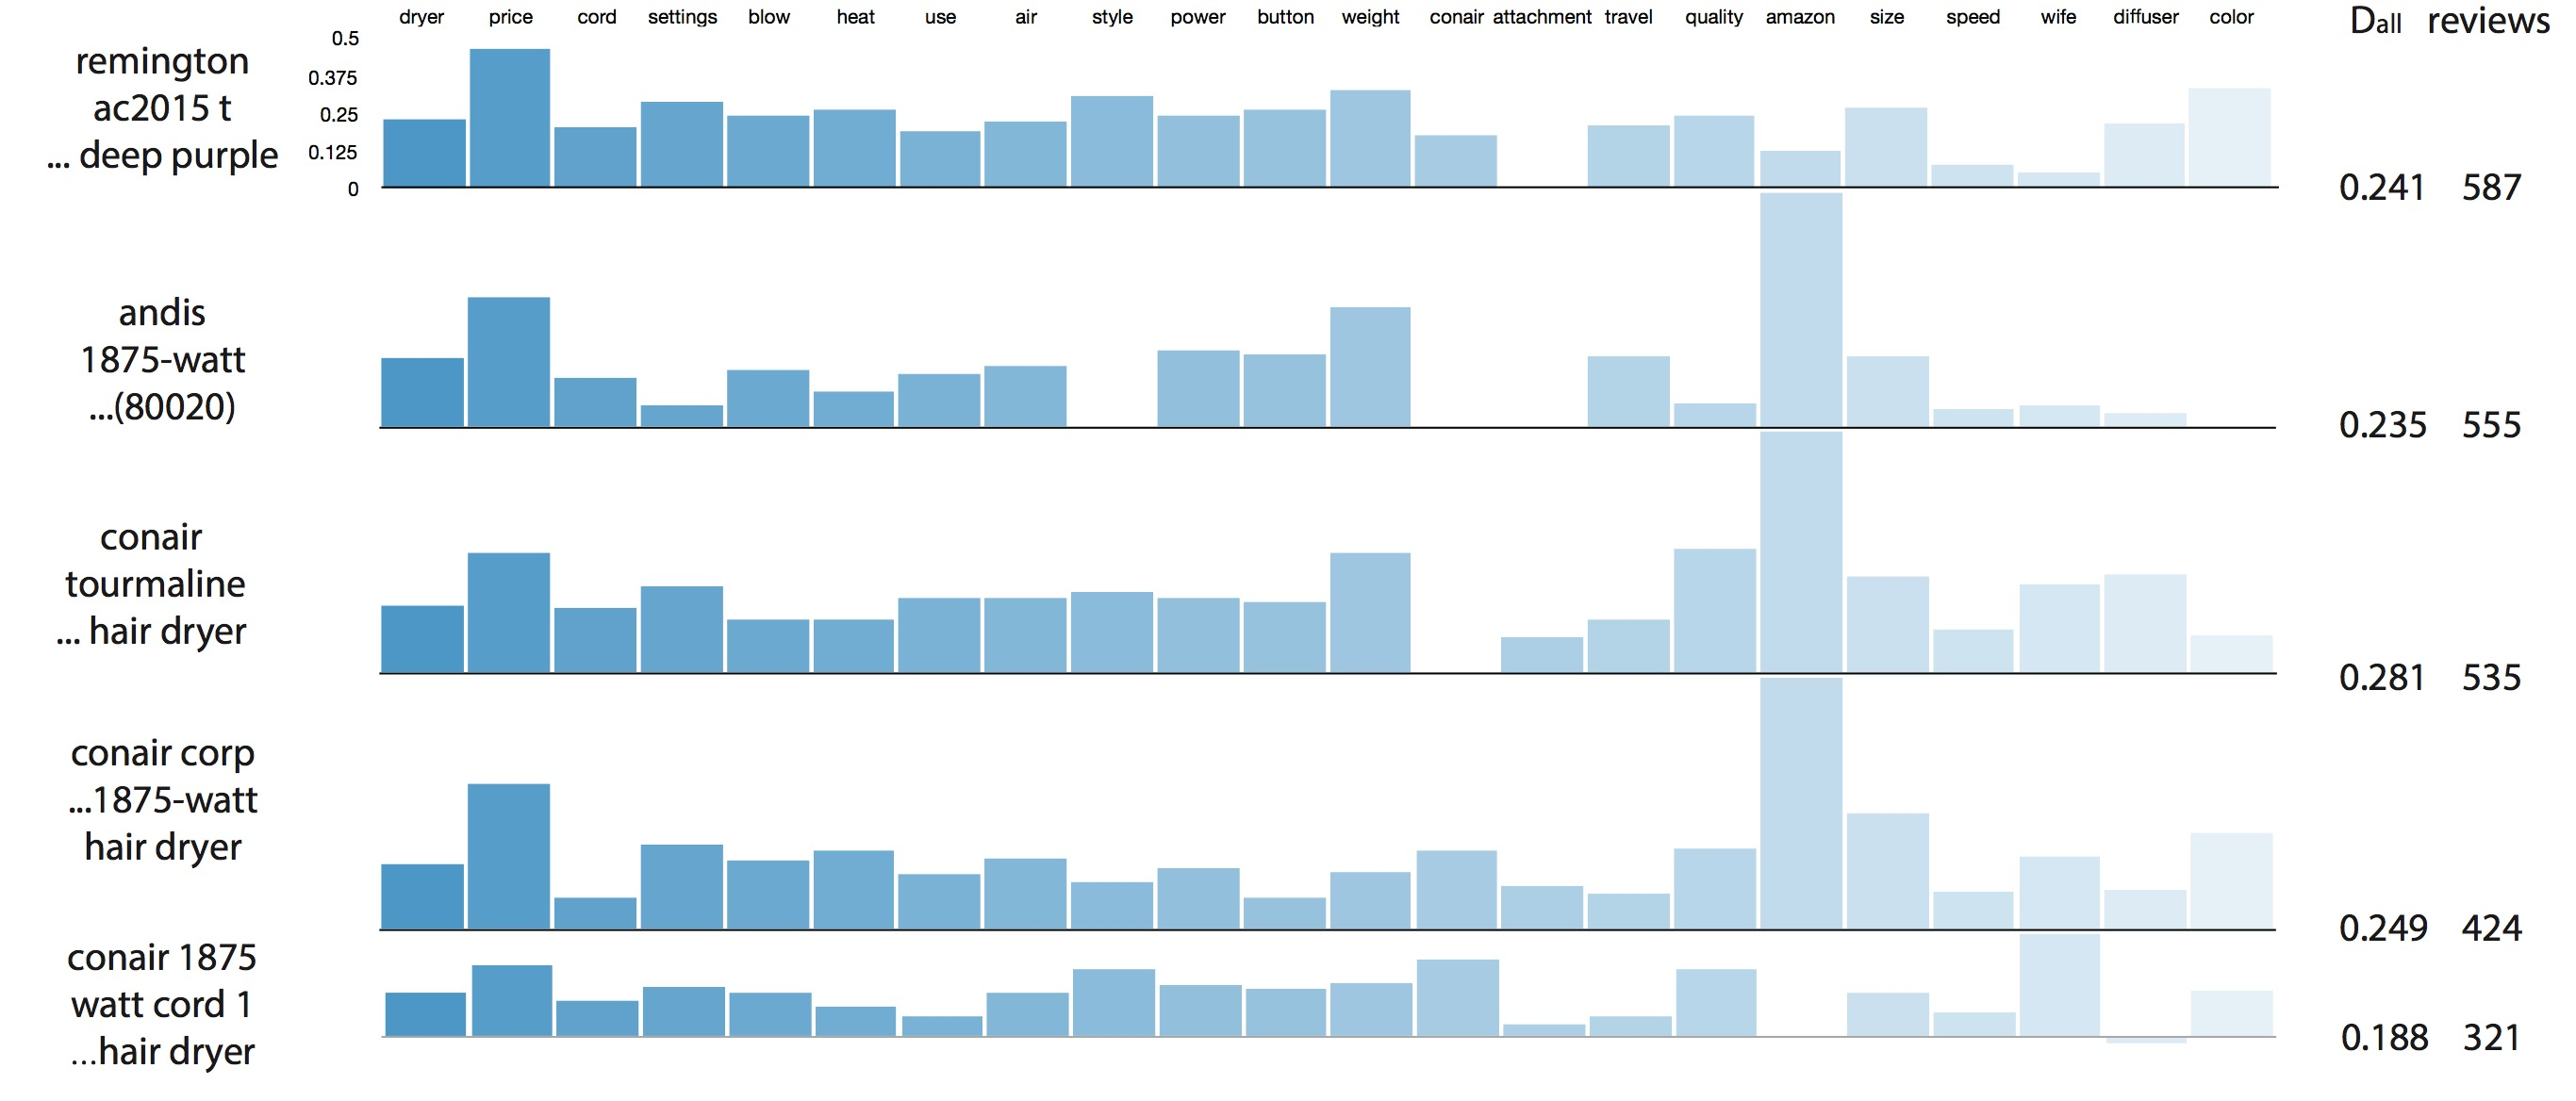 dryer price cord settings blow heat use air style power button weight conair attachment travel quality amazon size speed wife diffuser color Dall reviews
0.5
0.375
0.25
0.125
0
remington
ac2015 t
... deep purple
0.241 587
andis
1875-watt
...(80020)
0.235 555
conair
tourmaline
... hair dryer
0.281 535
conair corp
...1875-watt
hair dryer
0.249 424
conair 1875
watt cord 1
...hair dryer
0.188 321